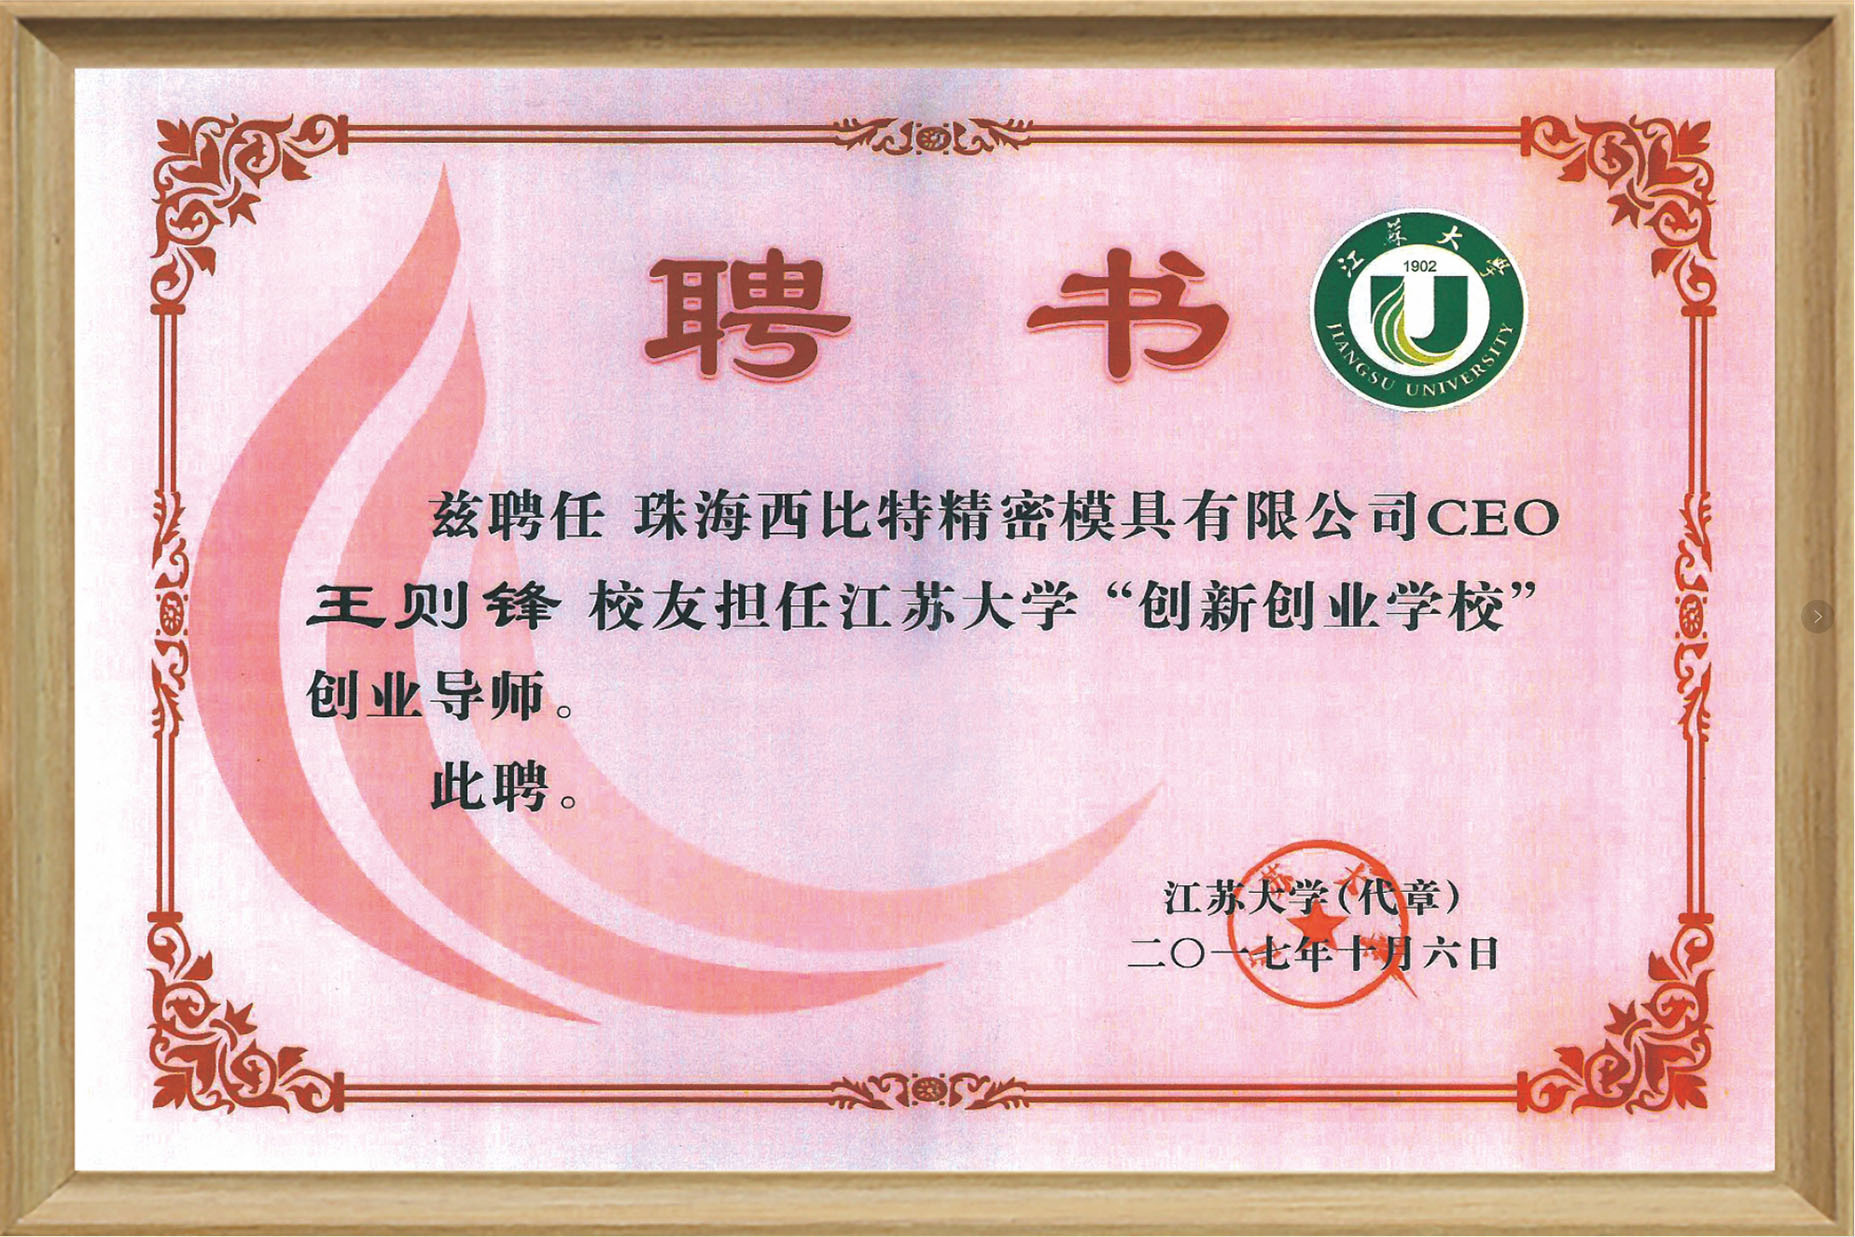 聘 书
江苏大学
1902
JIANGSU UNIVERSITY
兹聘任 珠海西比特精密模具有限公司CEO
王则锋 校友担任江苏大学“创新创业学校”
创业导师。
此聘。
江苏大学(代章)
二〇一七年十月六日